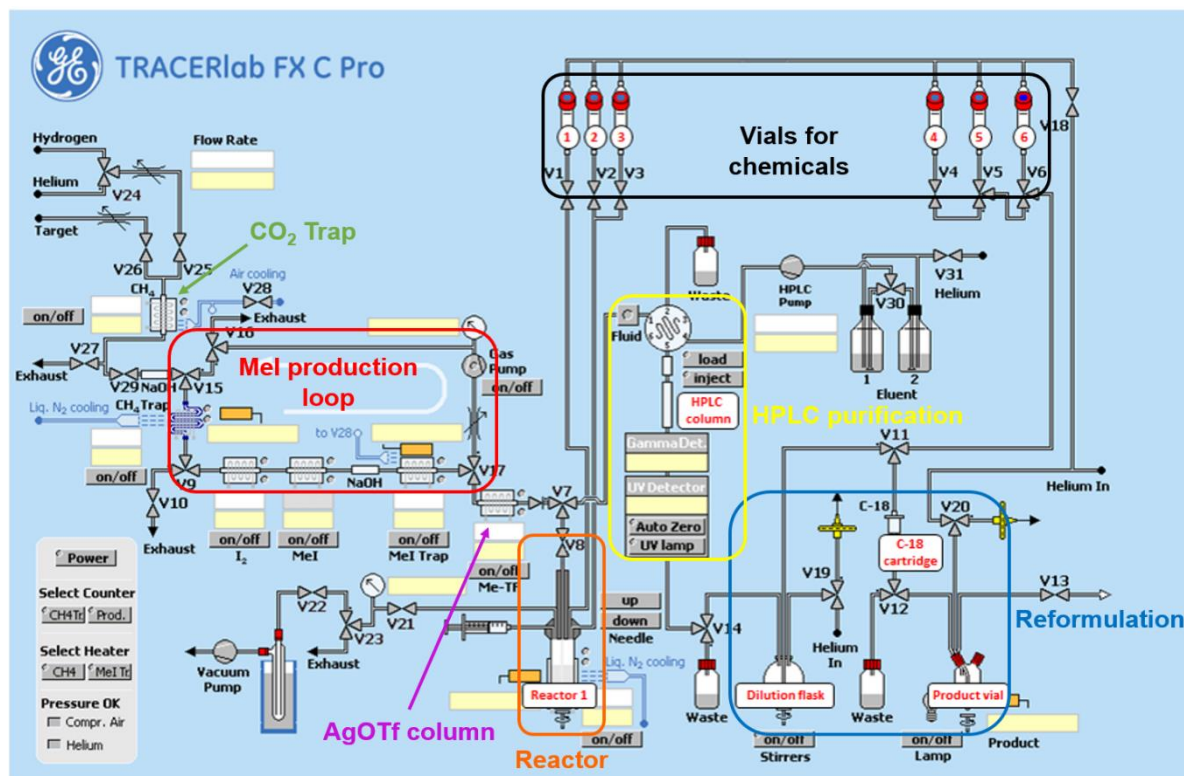 GE
TRACERlab FX C Pro
Hydrogen
Flow Rate
Helium
V24
Target
CO₂ Trap
V26
V25
CH₄
Air cooling
V28
on/off
Exhaust
V27
V16
Exhaust
V29
NaOH
V15
MeI production
loop
Gas
Pump
on/off
Liq. N₂ cooling
CH₄Trap
to V28
on/off
V9
NaOH
V17
V10
Exhaust
on/off
on/off
on/off
I₂
MeI
MeI Trap
on/off
Me-Tf
V7
V8
Power
Select Counter
CH4Tr.
Prod.
Select Heater
CH4
MeI Tr.
Pressure OK
Compr. Air
Helium
V22
V23
V21
Vacuum
Pump
Exhaust
AgOTf column
up
down
Needle
Liq. N₂ cooling
Reactor 1
on/off
Reactor
1
2
3
4
5
6
Vials for
chemicals
V1
V2
V3
V4
V5
V6
V18
Waste
HPLC
Pump
V31
V30
Helium
Fluid
2
5
load
inject
1
2
Eluent
HPLC
column
HPLC purification
Gamma Det.
UV Detector
Auto Zero
UV lamp
V11
Helium In
C-18
V20
C-18
cartridge
V19
V12
V13
V14
Reformulation
Helium
In
Waste
Dilution flask
Waste
Product vial
on/off
Stirrers
on/off
Lamp
Product